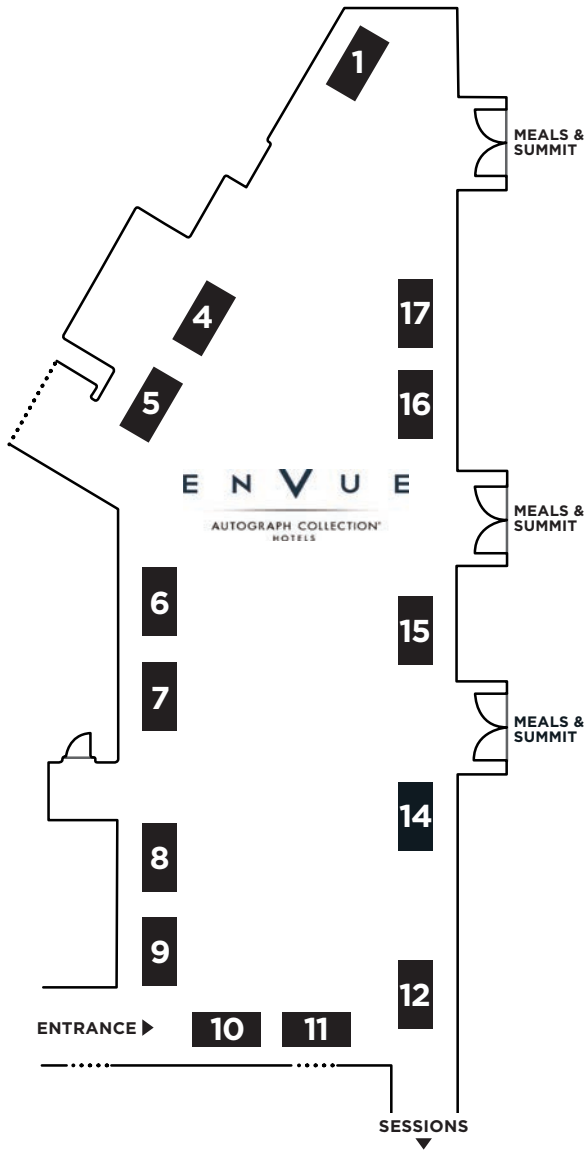 1
MEALS &
SUMMIT
4
17
5
16
ENVUE
AUTOGRAPH COLLECTION®
HOTELS
MEALS &
SUMMIT
6
15
7
MEALS &
SUMMIT
14
8
9
12
ENTRANCE
10
11
SESSIONS